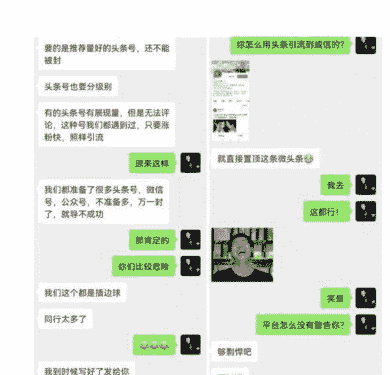 要的是推荐量好的头条号，还不能
被封
头条号也要分级别
有的头条号有展现量，但是无法评
论，这种号我们都遇到过，只要涨
粉快，照样引流
原来这样
我们都准备了很多头条号，微信
号，公众号，不准备多，万一封
了，就导不成功
那肯定的
你们比较危险
我们这个都是插边球
同行太多了
我到时候写好了发给你
你怎么用头条引流到威信的？
就直接置顶这条微头条
我去
这都行！
笑最
平台怎么没有警告你？
够剽悍吧